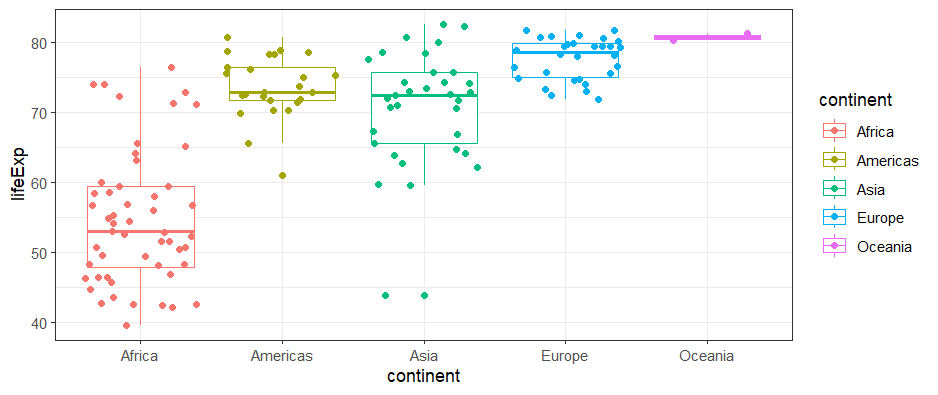 80
70
60
50
40
lifeExp
Africa
Americas
Asia
Europe
Oceania
continent
continent
Africa
Americas
Asia
Europe
Oceania